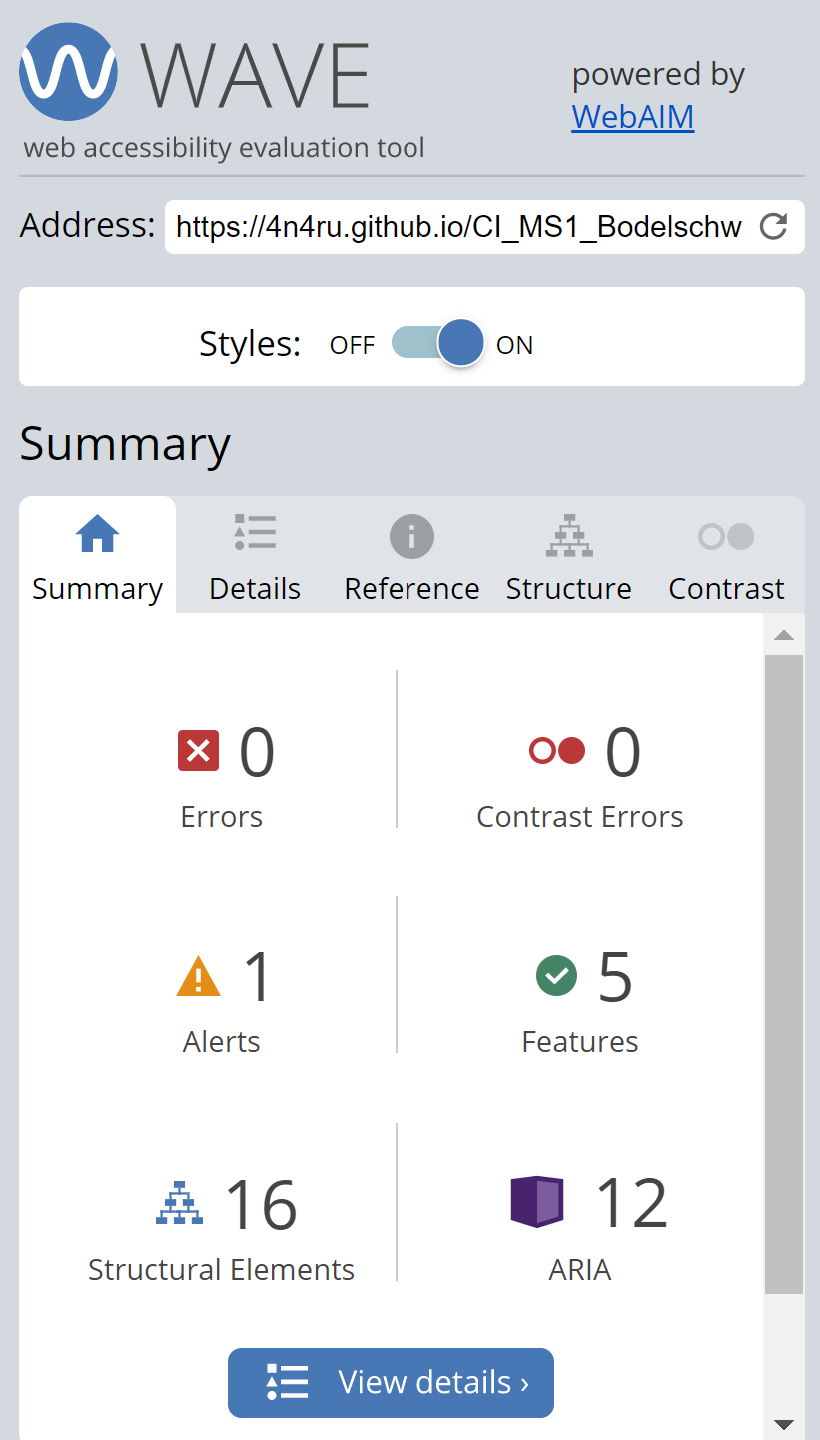 WAVE
powered by
WebAIM
web accessibility evaluation tool
Address: https://4n4ru.github.io/CI_MS1_Bodelschw
Styles: OFF ON
Summary
Summary Details Reference Structure Contrast
0 0
Errors Contrast Errors
1 5
Alerts Features
16 12
Structural Elements ARIA
View details ›